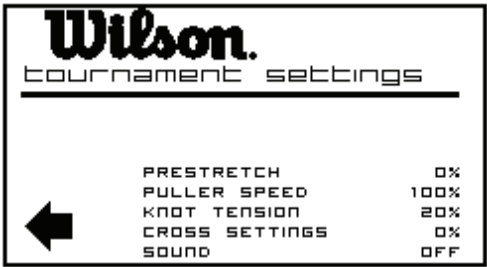 Wilson.
tournament settings
PRESTRETCH 0%
PULLER SPEED 100%
KNOT TENSION 20%
CROSS SETTINGS 0%
SOUND OFF